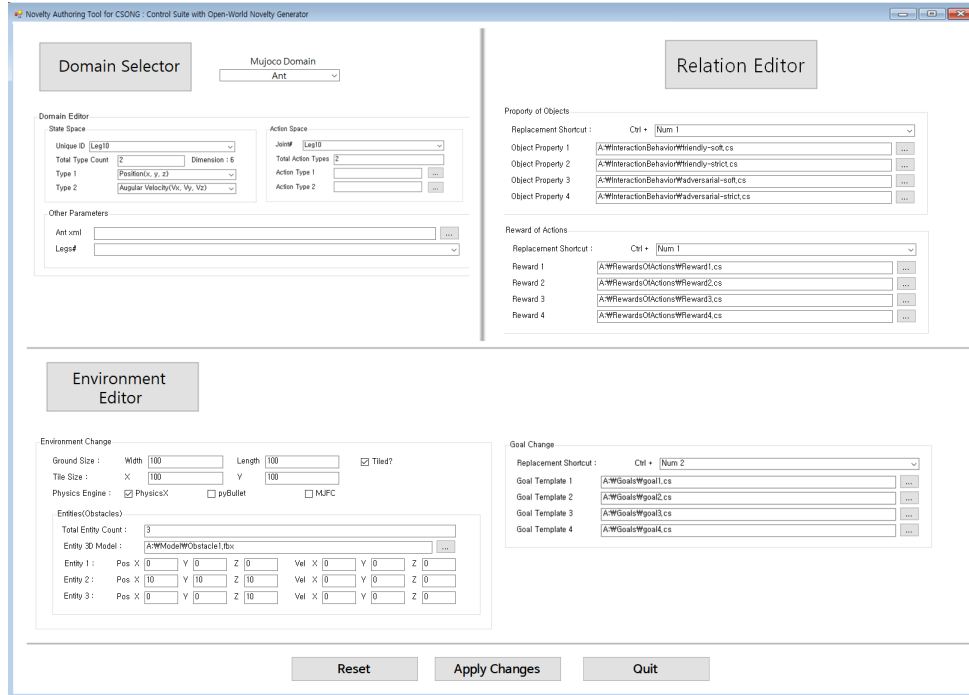 Novelty Authoring Tool for CSONG : Control Suite with Open-World Novelty Generator
Domain Selector
Mujoco Domain
Ant
Domain Editor
State Space
Unique ID Leg10
Total Type Count 2 Dimension : 6
Type 1 Position(x, y, z)
Type 2 Augular Velocity(Vx, Vy, Vz)
Action Space
Joint# Leg10
Total Action Types 2
Action Type 1 ...
Action Type 2 ...
Other Parameters
Ant xml ...
Legs#
Relation Editor
Property of Objects
Replacement Shortcut : Ctrl + Num 1
Object Property 1 A:₩InteractionBehavior₩friendly-soft,cs ...
Object Property 2 A:₩InteractionBehavior₩friendly-strict,cs ...
Object Property 3 A:₩InteractionBehavior₩adversarial-soft,cs ...
Object Property 4 A:₩InteractionBehavior₩adversarial-strict,cs ...
Reward of Actions
Replacement Shortcut : Ctrl + Num 1
Reward 1 A:₩RewardsOfActions₩Reward1,cs ...
Reward 2 A:₩RewardsOfActions₩Reward2,cs ...
Reward 3 A:₩RewardsOfActions₩Reward3,cs ...
Reward 4 A:₩RewardsOfActions₩Reward4,cs ...
Environment
Editor
Environment Change
Ground Size : Width 100 Length 100 Tiled?
Tile Size : X 100 Y 100
Physics Engine : PhysicsX pyBullet MJFC
Entities(Obstacles)
Total Entity Count : 3
Entity 3D Model : A:₩Model₩Obstacle1,fbx ...
Entity 1 : Pos X 0 Y 0 Z 0 Vel X 0 Y 0 Z 0
Entity 2 : Pos X 10 Y 10 Z 10 Vel X 0 Y 0 Z 0
Entity 3 : Pos X 0 Y 0 Z 10 Vel X 0 Y 0 Z 0
Goal Change
Replacement Shortcut : Ctrl + Num 2
Goal Template 1 A:₩Goals₩goal1,cs ...
Goal Template 2 A:₩Goals₩goal2,cs ...
Goal Template 3 A:₩Goals₩goal3,cs ...
Goal Template 4 A:₩Goals₩goal4,cs ...
Reset Apply Changes Quit